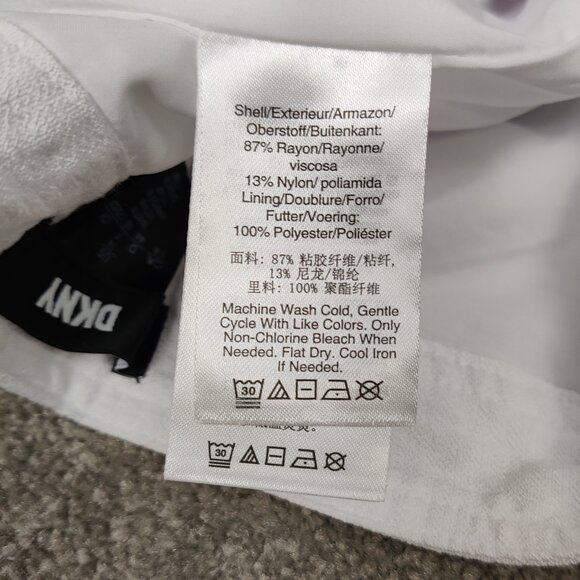 Shell/Exterieur/Armazon/
Oberstoff/Buitenkant:
87% Rayon/Rayonne/
viscosa
13% Nylon/ poliamida
Lining/Doublure/Forro/
Futter/Voering:
100% Polyester/Poliéster
面料: 87% 粘胶纤维/粘纤,
13% 尼龙/锦纶
里料: 100% 聚酯纤维
Machine Wash Cold, Gentle
Cycle With Like Colors. Only
Non-Chlorine Bleach When
Needed. Flat Dry. Cool Iron
If Needed.
30
30
DKNY